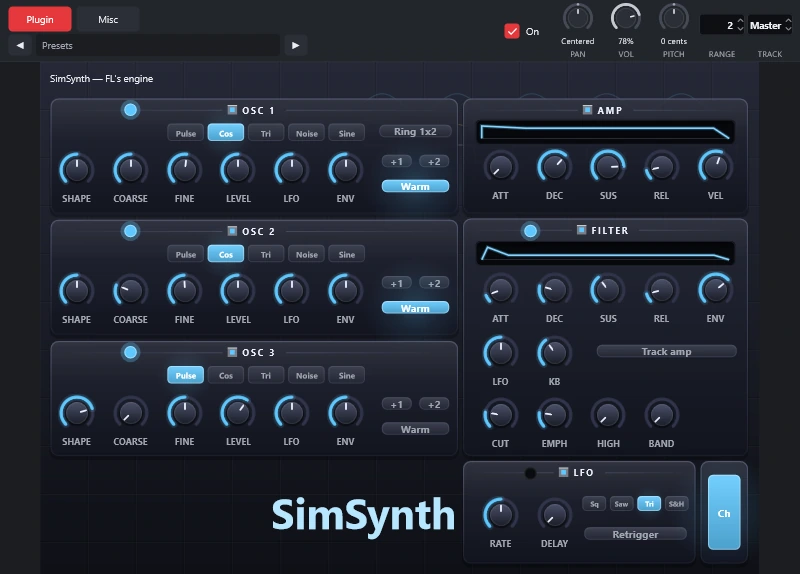 Plugin
Misc
Presets
On
Centered
PAN
78%
VOL
0 cents
PITCH
2
RANGE
Master
TRACK
SimSynth — FL's engine
OSC 1
Pulse Cos Tri Noise Sine
Ring 1x2
+1 +2
Warm
SHAPE COARSE FINE LEVEL LFO ENV
OSC 2
Pulse Cos Tri Noise Sine
+1 +2
Warm
SHAPE COARSE FINE LEVEL LFO ENV
OSC 3
Pulse Cos Tri Noise Sine
+1 +2
Warm
SHAPE COARSE FINE LEVEL LFO ENV
SimSynth
AMP
ATT DEC SUS REL VEL
FILTER
ATT DEC SUS REL ENV
LFO KB
Track amp
CUT EMPH HIGH BAND
LFO
Sq Saw Tri S&H
Retrigger
RATE DELAY
Ch